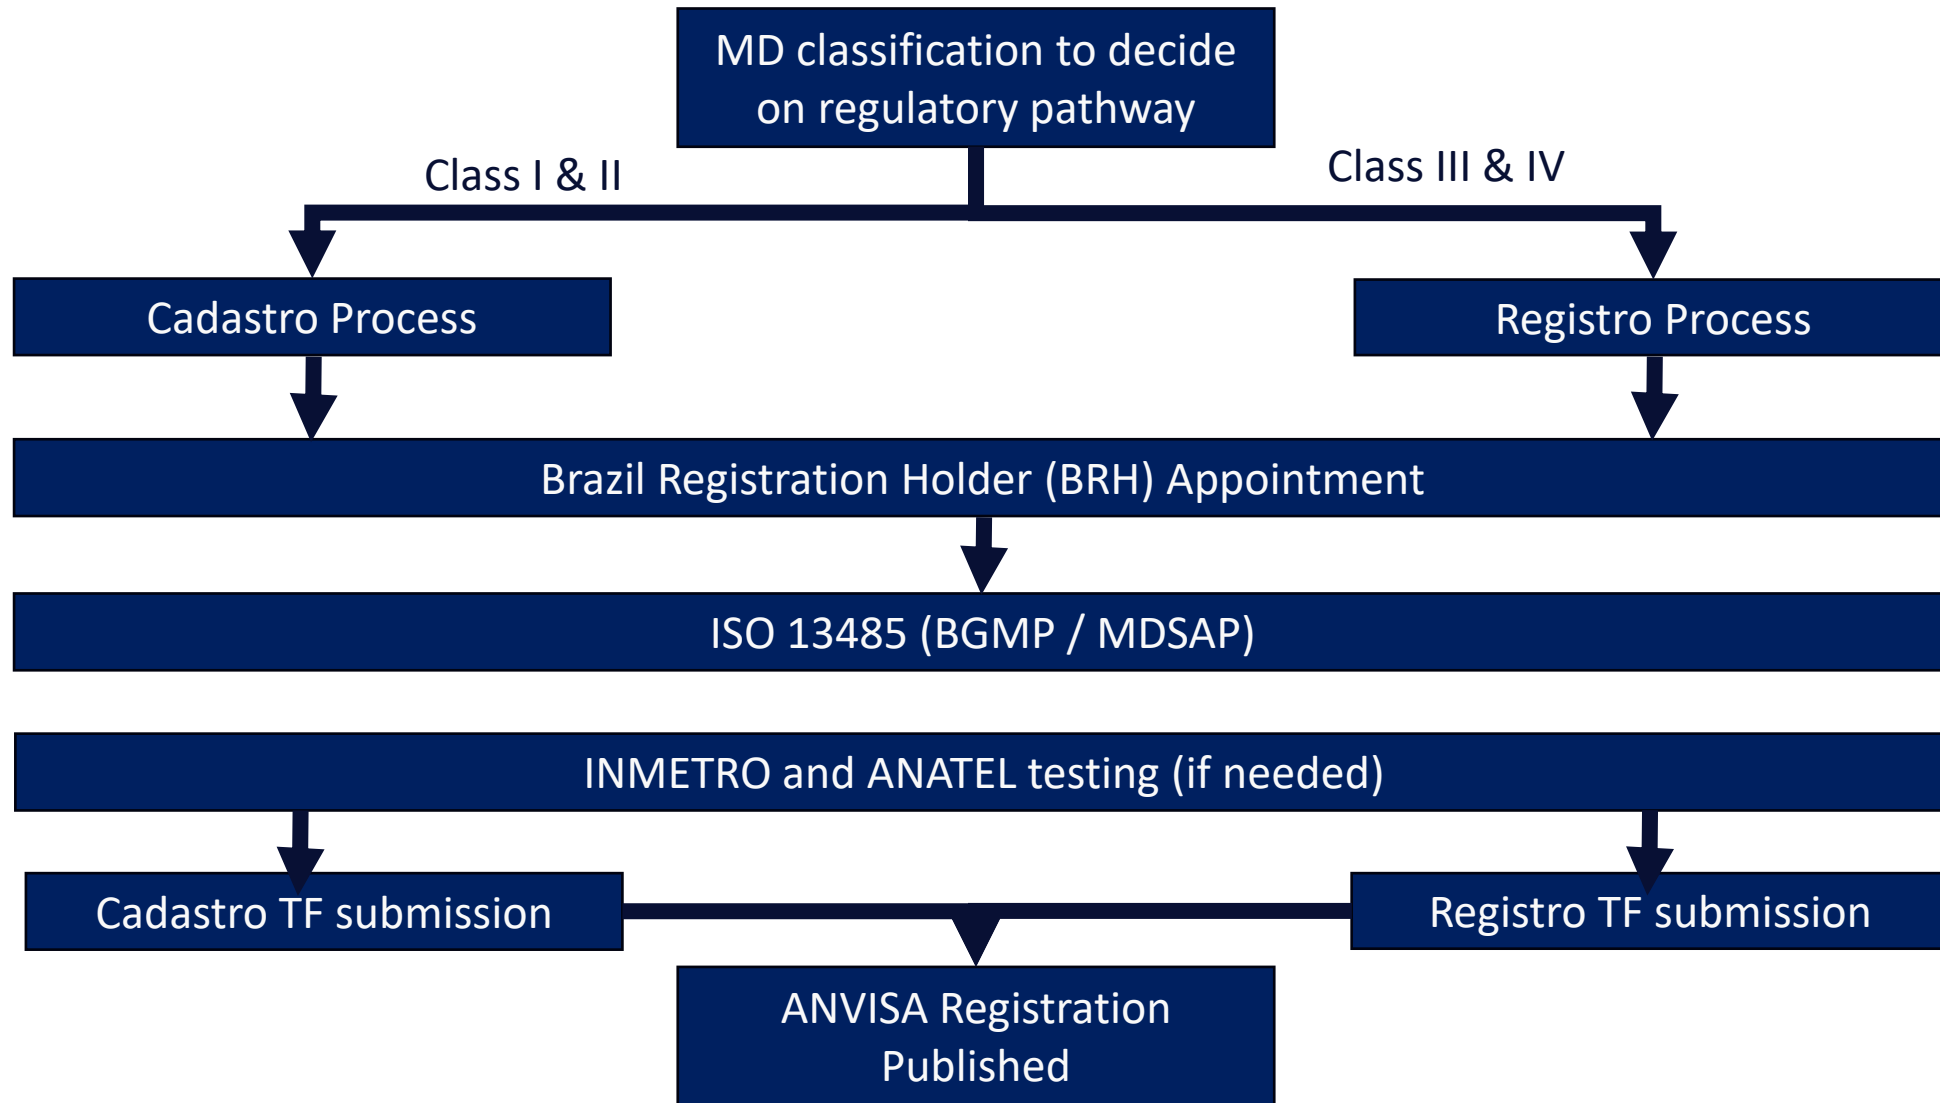 MD classification to decide
on regulatory pathway
Class I & II
Class III & IV
Cadastro Process
Registro Process
Brazil Registration Holder (BRH) Appointment
ISO 13485 (BGMP / MDSAP)
INMETRO and ANATEL testing (if needed)
Cadastro TF submission
Registro TF submission
ANVISA Registration
Published